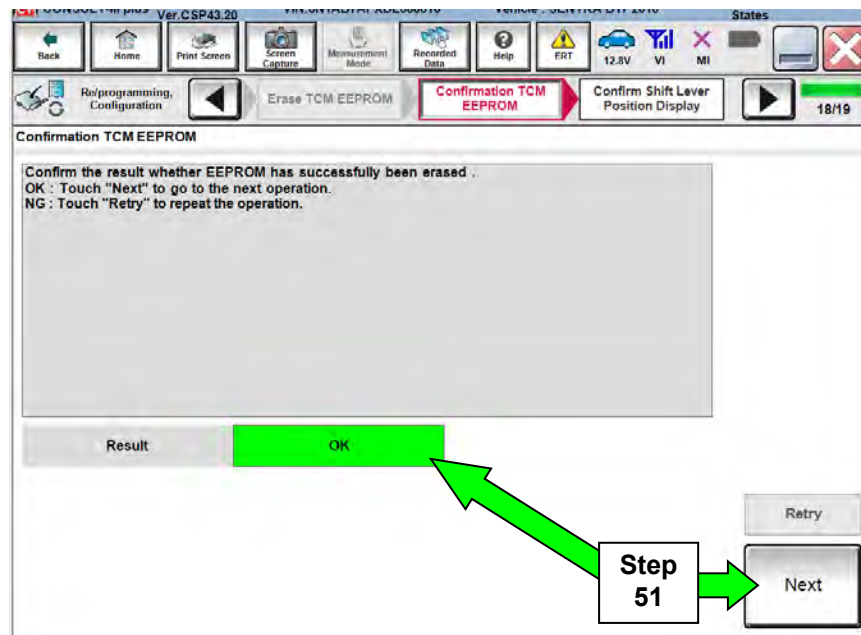 Ver.CSP43.20
States
Back
Home
Print Screen
Screen
Capture
Measurement
Mode
Recorded
Data
Help
ERT
12.8V
VI
MI
Re/programming,
Configuration
Erase TCM EEPROM
Confirmation TCM
EEPROM
Confirm Shift Lever
Position Display
18/19
Confirmation TCM EEPROM
Confirm the result whether EEPROM has successfully been erased .
OK : Touch "Next" to go to the next operation.
NG : Touch "Retry" to repeat the operation.
Result
OK
Retry
Step
51
Next